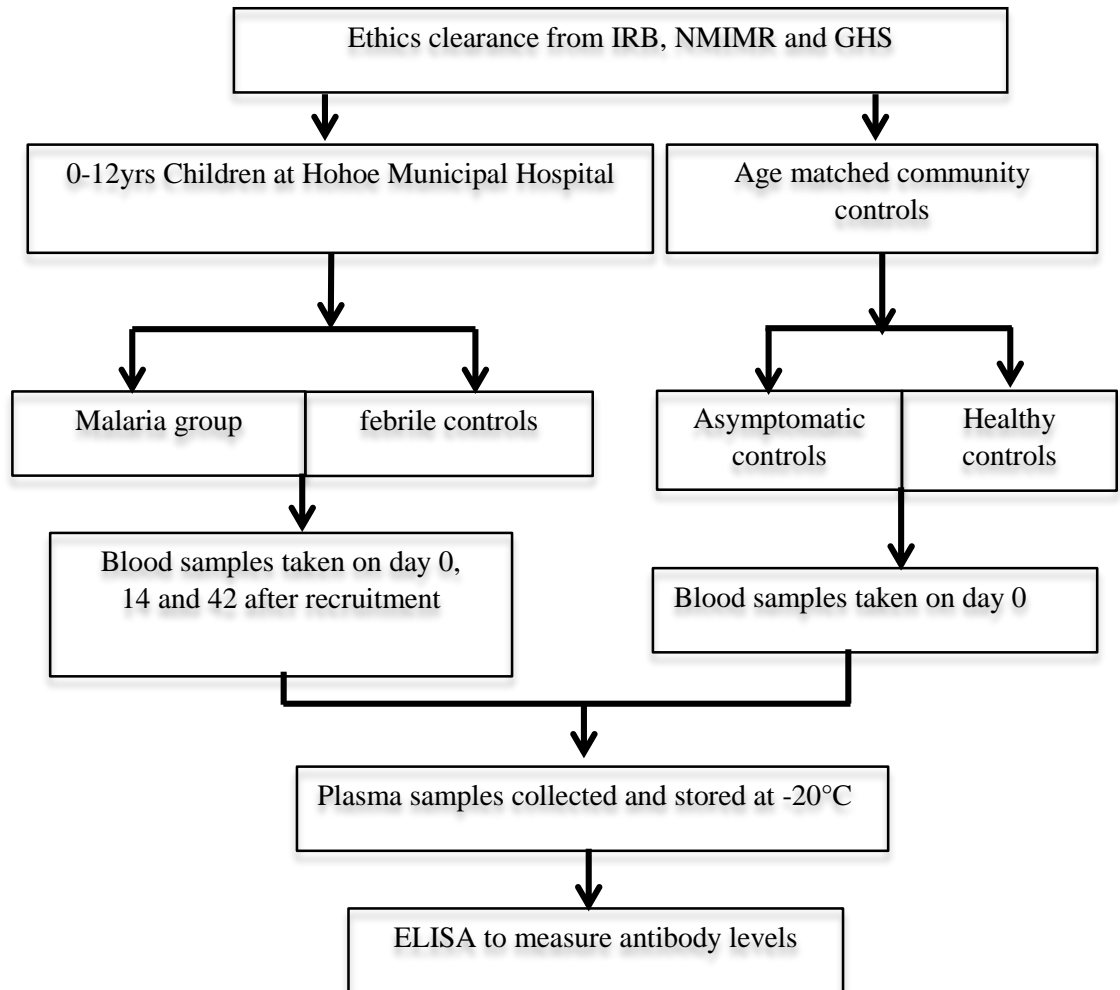 Ethics clearance from IRB, NMIMR and GHS
0-12yrs Children at Hohoe Municipal Hospital
Age matched community
controls
Malaria group
febrile controls
Asymptomatic
controls
Healthy
controls
Blood samples taken on day 0,
14 and 42 after recruitment
Blood samples taken on day 0
Plasma samples collected and stored at -20°C
ELISA to measure antibody levels